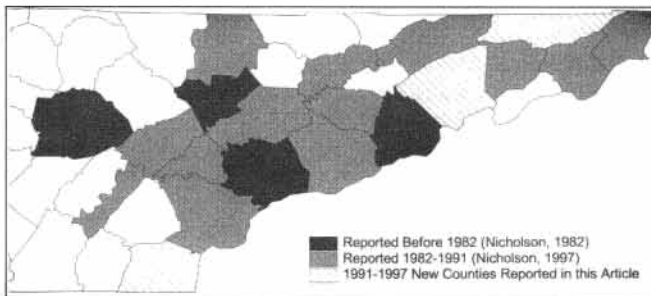 Reported Before 1982 (Nicholson, 1982)
Reported 1982-1991 (Nicholson, 1997)
1991-1997 New Counties Reported in this Article